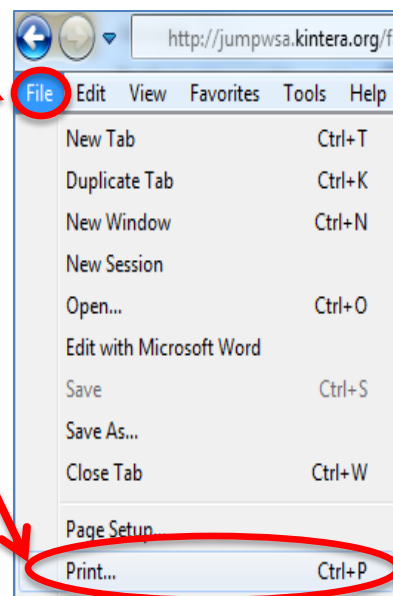 http://jumpwsa.kintera.org/f
File Edit View Favorites Tools Help
New Tab Ctrl+T
Duplicate Tab Ctrl+K
New Window Ctrl+N
New Session
Open... Ctrl+O
Edit with Microsoft Word
Save Ctrl+S
Save As...
Close Tab Ctrl+W
Page Setup...
Print... Ctrl+P